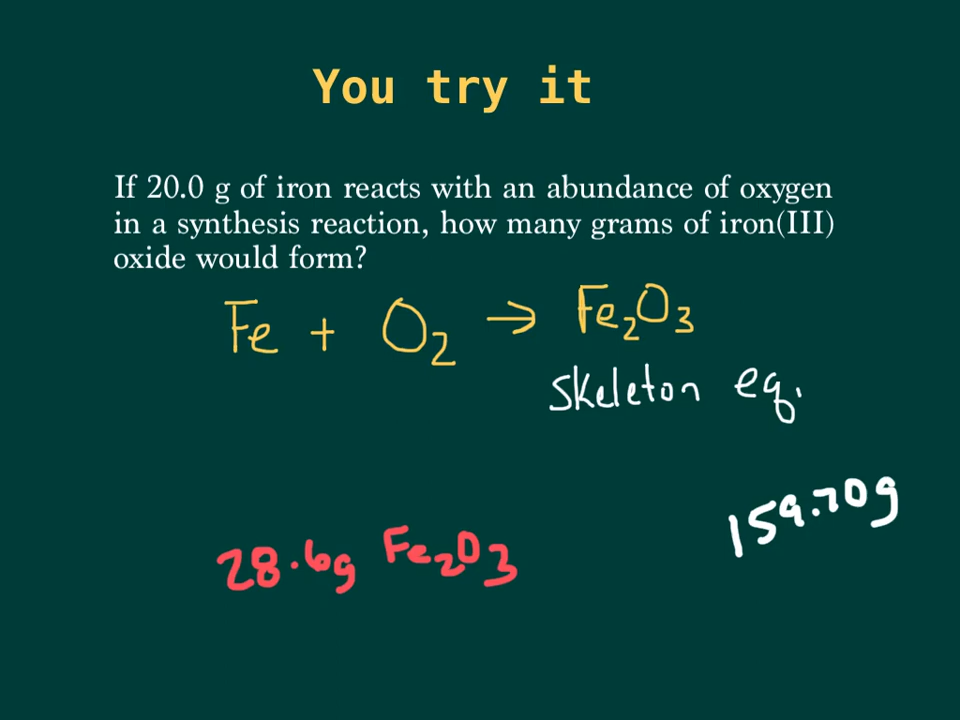 You try it
If 20.0 g of iron reacts with an abundance of oxygen
in a synthesis reaction, how many grams of iron(III)
oxide would form?
Fe + O₂ → Fe₂O₃
skeleton eq.
159.70g
28.6g Fe₂O₃